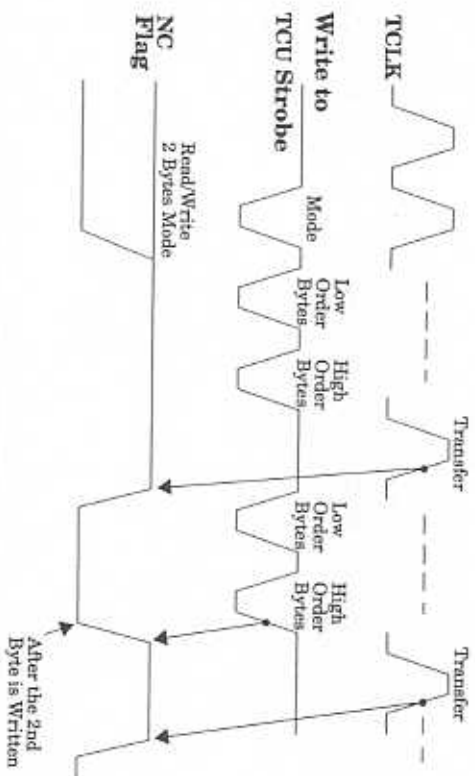 TCLK
Transfer
Transfer
Write to
TCU Strobe
Mode
Low
Order
Bytes
High
Order
Bytes
Low
Order
Bytes
High
Order
Bytes
NC
Flag
Read/Write
2 Bytes Mode
After the 2nd
Byte is Written